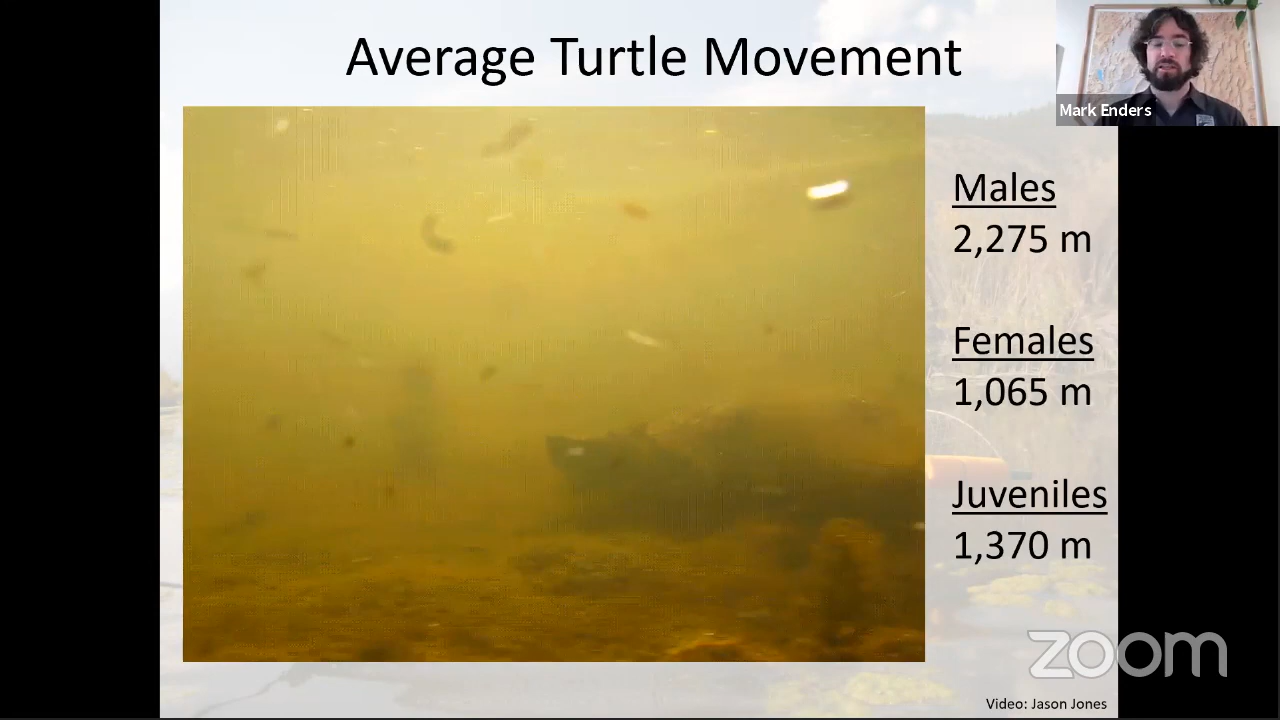 Average Turtle Movement
Mark Enders
Males
2,275 m
Females
1,065 m
Juveniles
1,370 m
zoom
Video: Jason Jones